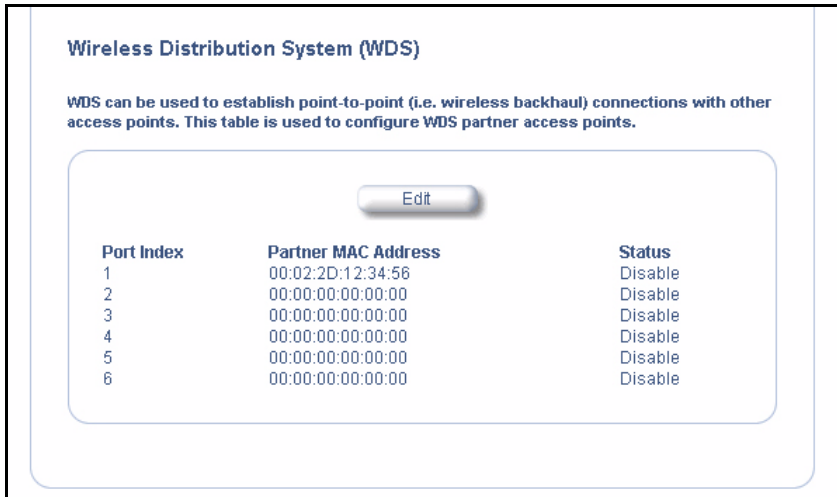 Wireless Distribution System (WDS)
WDS can be used to establish point-to-point (i.e. wireless backhaul) connections with other
access points. This table is used to configure WDS partner access points.
Edit
Port Index Partner MAC Address Status
1 00:02:2D:12:34:56 Disable
2 00:00:00:00:00:00 Disable
3 00:00:00:00:00:00 Disable
4 00:00:00:00:00:00 Disable
5 00:00:00:00:00:00 Disable
6 00:00:00:00:00:00 Disable